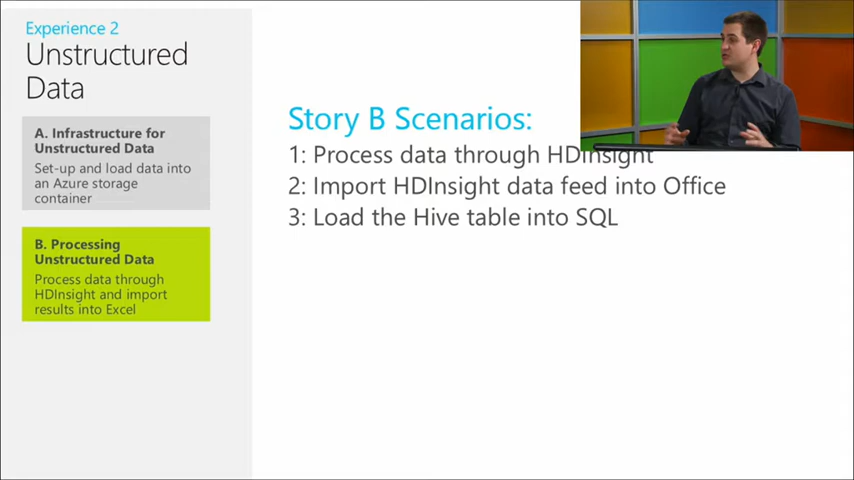 Experience 2
Unstructured
Data
A. Infrastructure for
Unstructured Data
Set-up and load data into
an Azure storage
container
B. Processing
Unstructured Data
Process data through
HDInsight and import
results into Excel
Story B Scenarios:
1: Process data through HDInsight
2: Import HDInsight data feed into Office
3: Load the Hive table into SQL